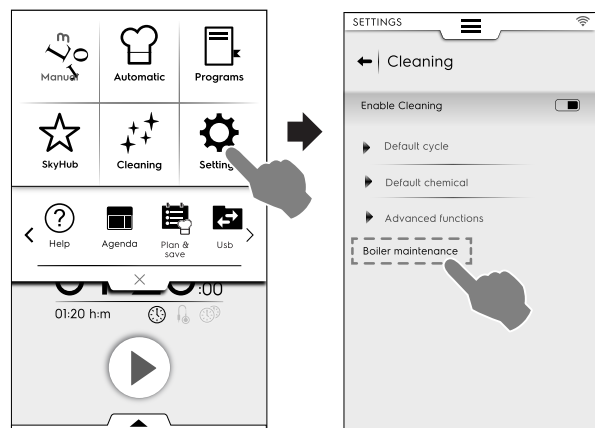 Manual Automatic Programs
SkyHub Cleaning Setting
Help Agenda Plan & save Usb
:00
01:20 h:m
SETTINGS
Cleaning
Enable Cleaning
Default cycle
Default chemical
Advanced functions
Boiler maintenance